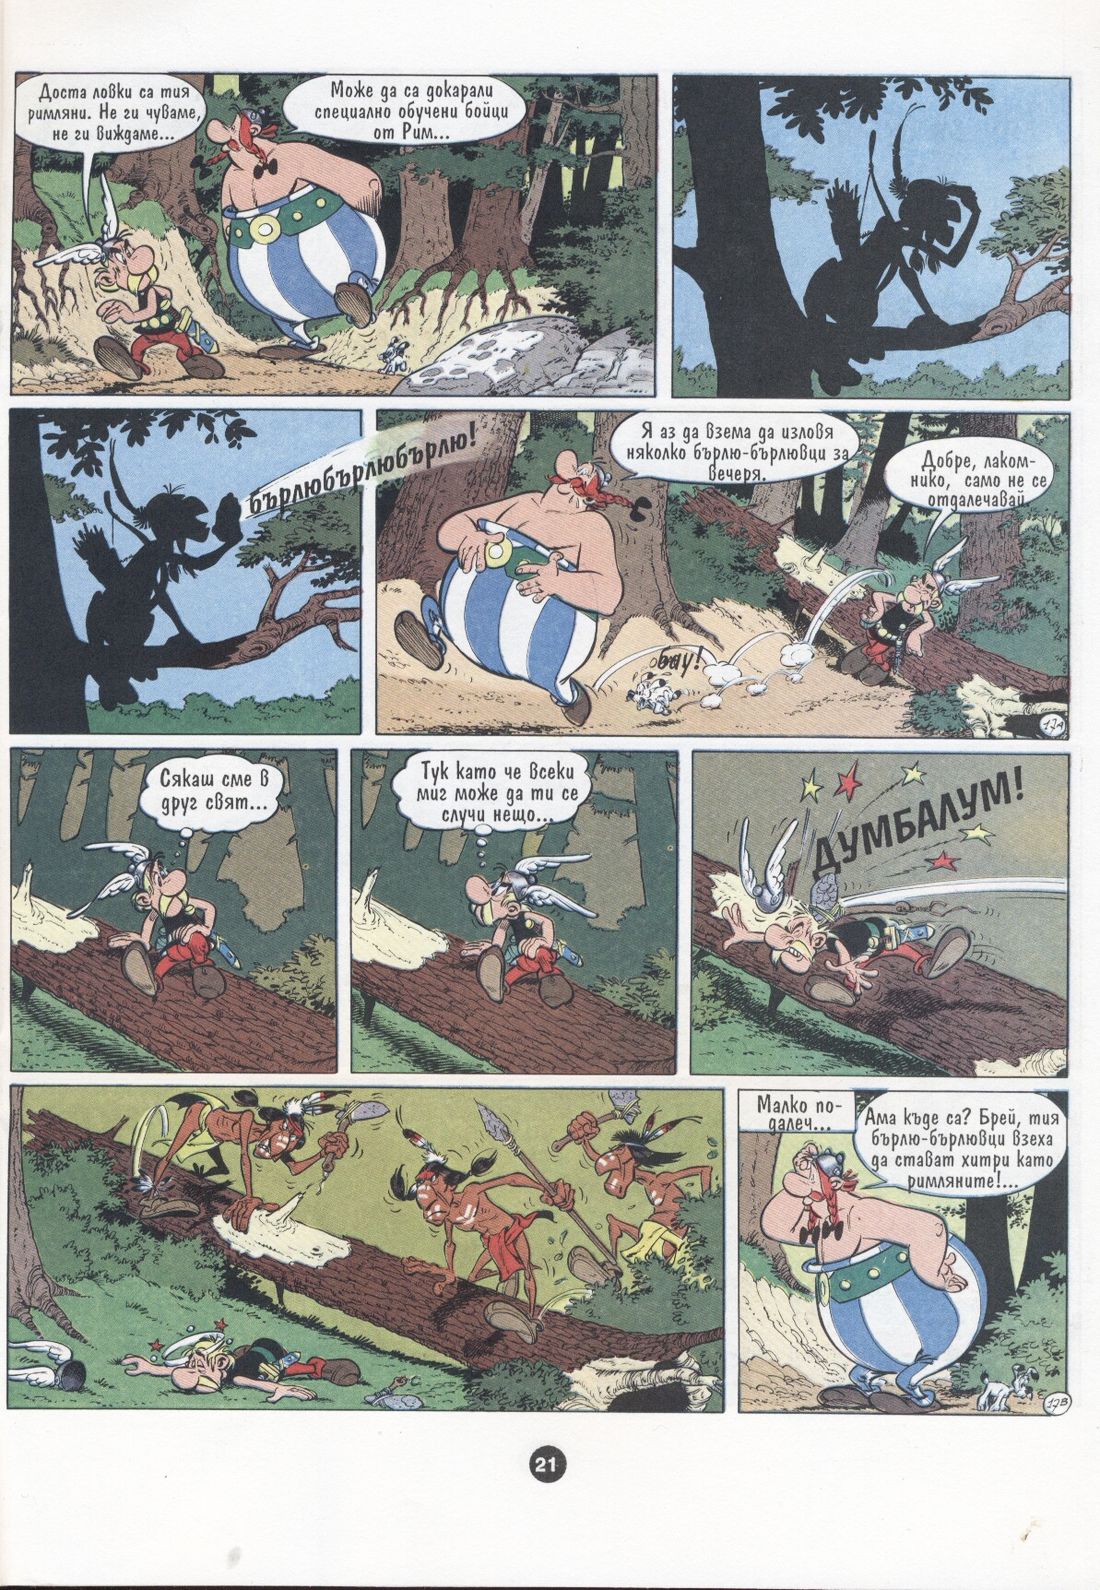 Доста ловки са тия
римляни. Не ги чуваме,
не ги виждаме...
Може да са докарали
специално обучени бойци
от Рим...
бърлюбърлюбърлю!
Я аз да взема да изловя
няколко бърлю-бърлювци за
вечеря.
Добре, лаком-
нико, само не се
отдалечавай.
бау!
17A
Сякаш сме в
друг свят...
Тук като че всеки
миг може да ти се
случи нещо...
ДУМБАЛУМ!
Малко по-
далеч...
Ама къде са? Брей, тия
бърлю-бърлювци взеха
да стават хитри като
римляните!...
17B
21